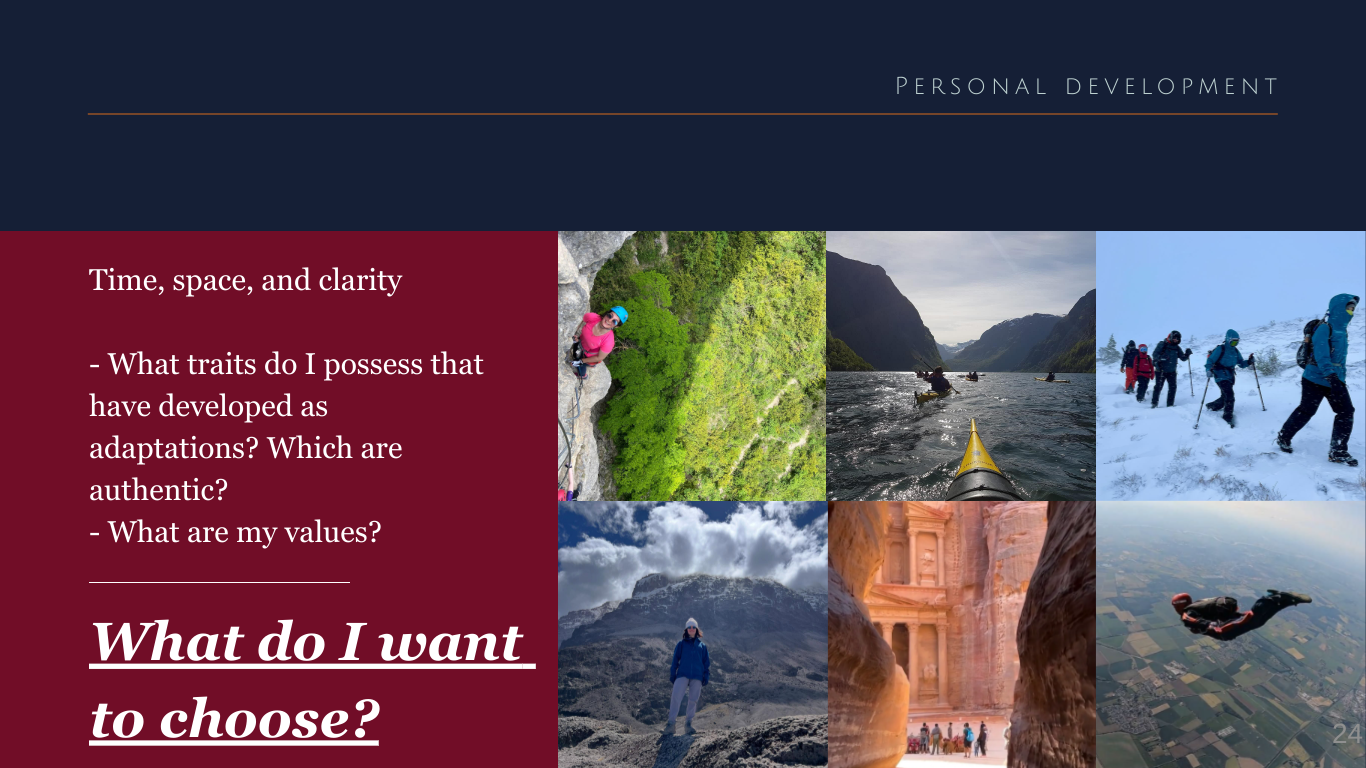 Personal development
Time, space, and clarity
- What traits do I possess that
have developed as
adaptations? Which are
authentic?
- What are my values?
What do I want
to choose?
24